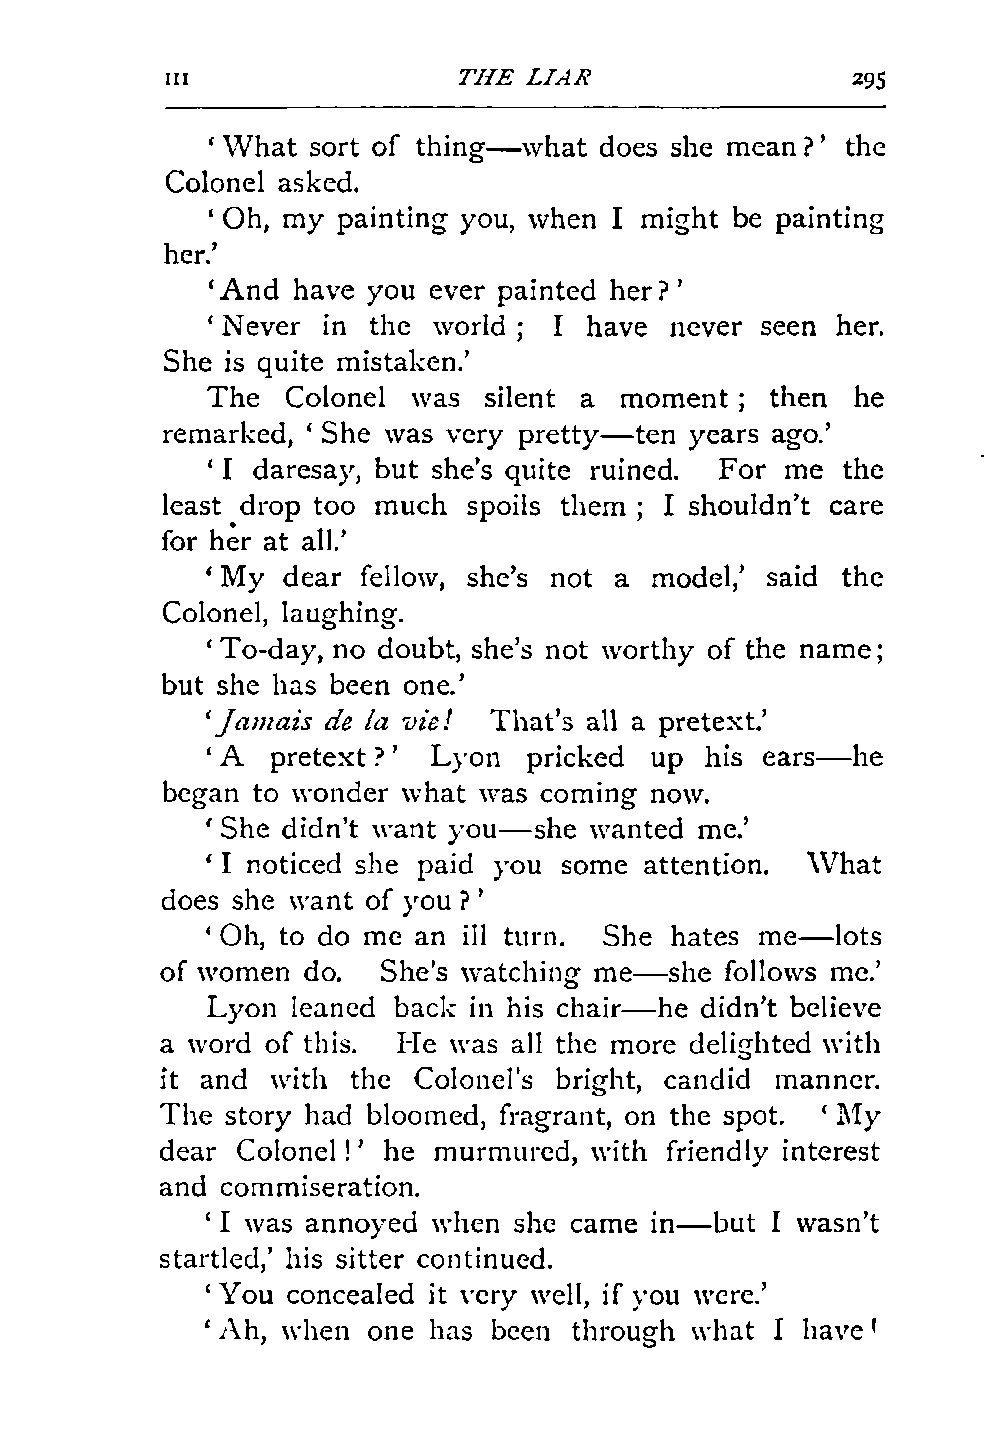 III THE LIAR 295
‘What sort of thing—what does she mean?’ the
Colonel asked.
‘Oh, my painting you, when I might be painting
her.’
‘And have you ever painted her?’
‘Never in the world; I have never seen her.
She is quite mistaken.’
The Colonel was silent a moment; then he
remarked, ‘She was very pretty—ten years ago.’
‘I daresay, but she’s quite ruined. For me the
least drop too much spoils them; I shouldn’t care
for her at all.’
‘My dear fellow, she’s not a model,’ said the
Colonel, laughing.
‘To-day, no doubt, she’s not worthy of the name;
but she has been one.’
‘Jamais de la vie! That’s all a pretext.’
‘A pretext?’ Lyon pricked up his ears—he
began to wonder what was coming now.
‘She didn’t want you—she wanted me.’
‘I noticed she paid you some attention. What
does she want of you?’
‘Oh, to do me an ill turn. She hates me—lots
of women do. She’s watching me—she follows me.’
Lyon leaned back in his chair—he didn’t believe
a word of this. He was all the more delighted with
it and with the Colonel’s bright, candid manner.
The story had bloomed, fragrant, on the spot. ‘My
dear Colonel!’ he murmured, with friendly interest
and commiseration.
‘I was annoyed when she came in—but I wasn’t
startled,’ his sitter continued.
‘You concealed it very well, if you were.’
‘Ah, when one has been through what I have!